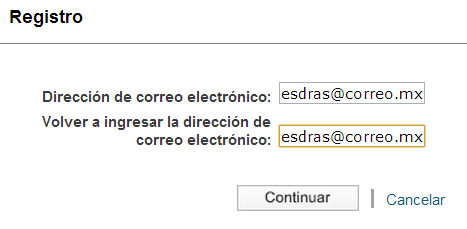 Registro
Dirección de correo electrónico: esdras@correo.mx
Volver a ingresar la dirección de
correo electrónico: esdras@correo.mx
Continuar | Cancelar